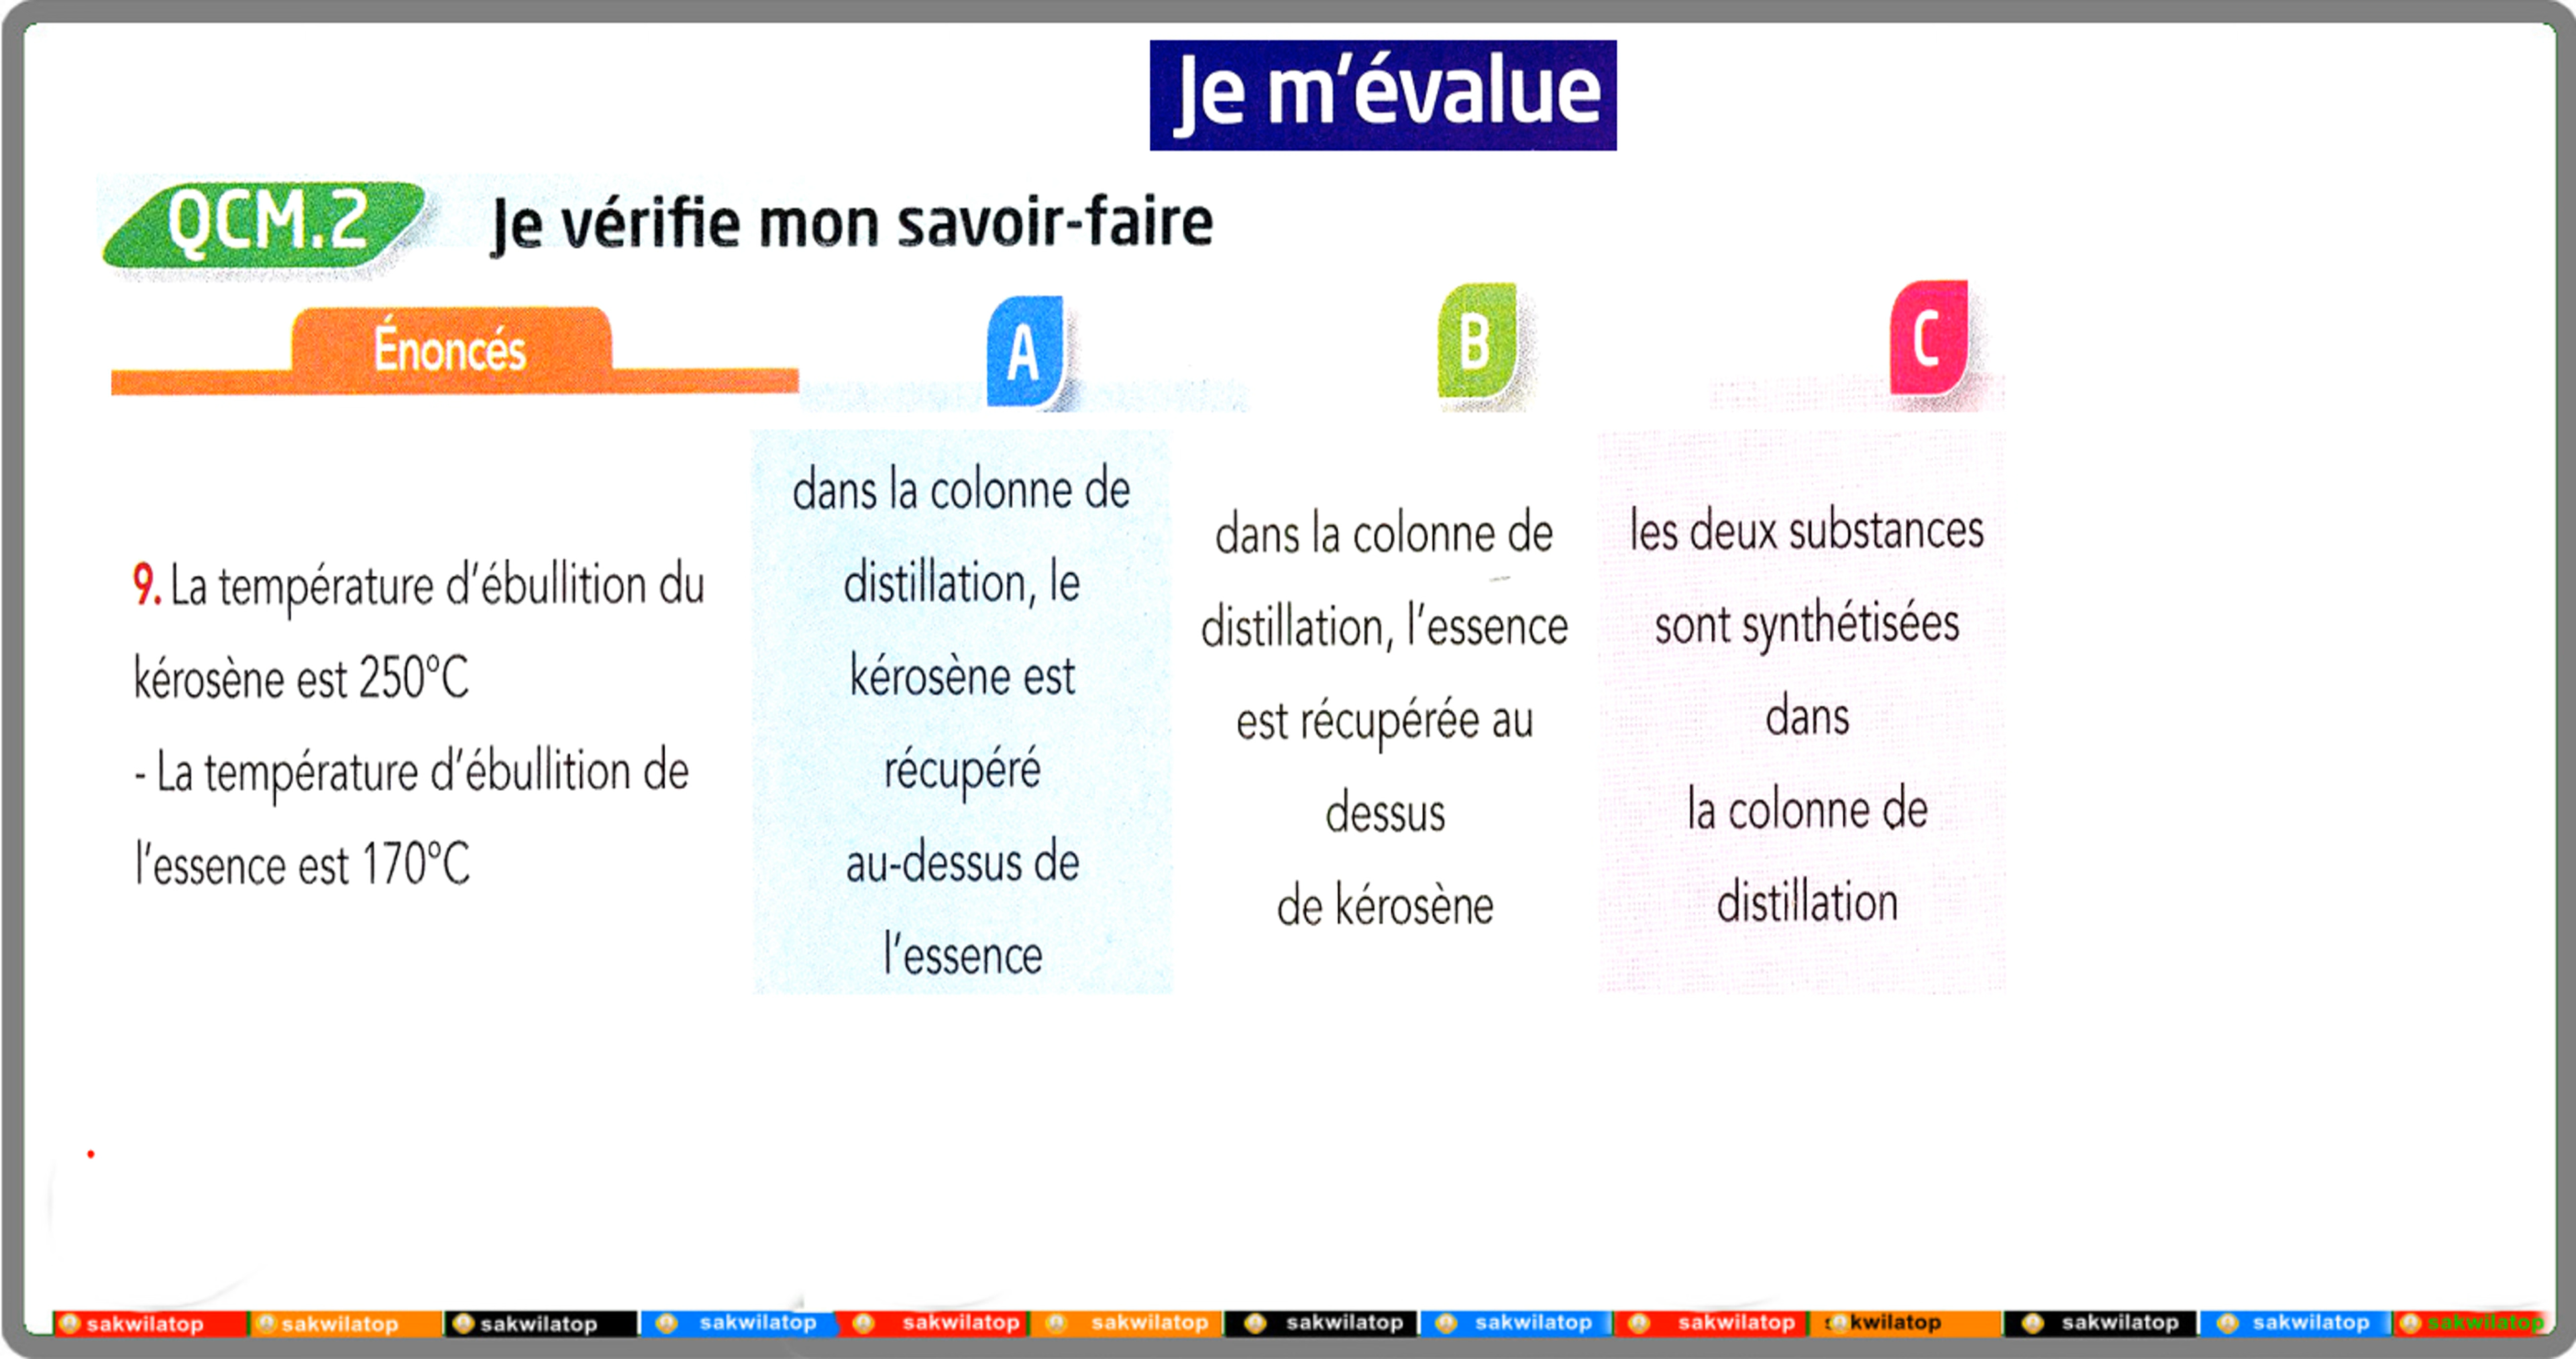 Je m'évalue
QCM.2 Je vérifie mon savoir-faire
Énoncés
A
B
C
9. La température d'ébullition du
kérosène est 250°C
- La température d'ébullition de
l'essence est 170°C
dans la colonne de
distillation, le
kérosène est
récupéré
au-dessus de
l'essence
dans la colonne de
distillation, l'essence
est récupérée au
dessus
de kérosène
les deux substances
sont synthétisées
dans
la colonne de
distillation
sakwilatop sakwilatop sakwilatop sakwilatop sakwilatop sakwilatop sakwilatop sakwilatop sakwilatop kwilatop sakwilatop sakwilatop sakwilatop